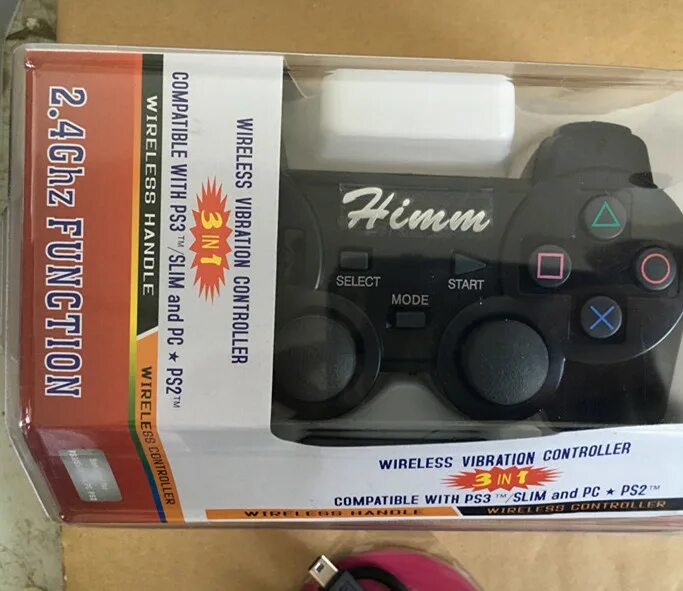 2.4Ghz FUNCTION
WIRELESS HANDLE
WIRELESS CONTROLLER
COMPATIBLE WITH PS3™/SLIM and PC ★ PS2™
3 IN 1
WIRELESS VIBRATION CONTROLLER
Himm
SELECT
START
MODE
WIRELESS VIBRATION CONTROLLER
3 IN 1
COMPATIBLE WITH PS3™/SLIM and PC ★ PS2™
WIRELESS HANDLE
WIRELESS CONTROLLER